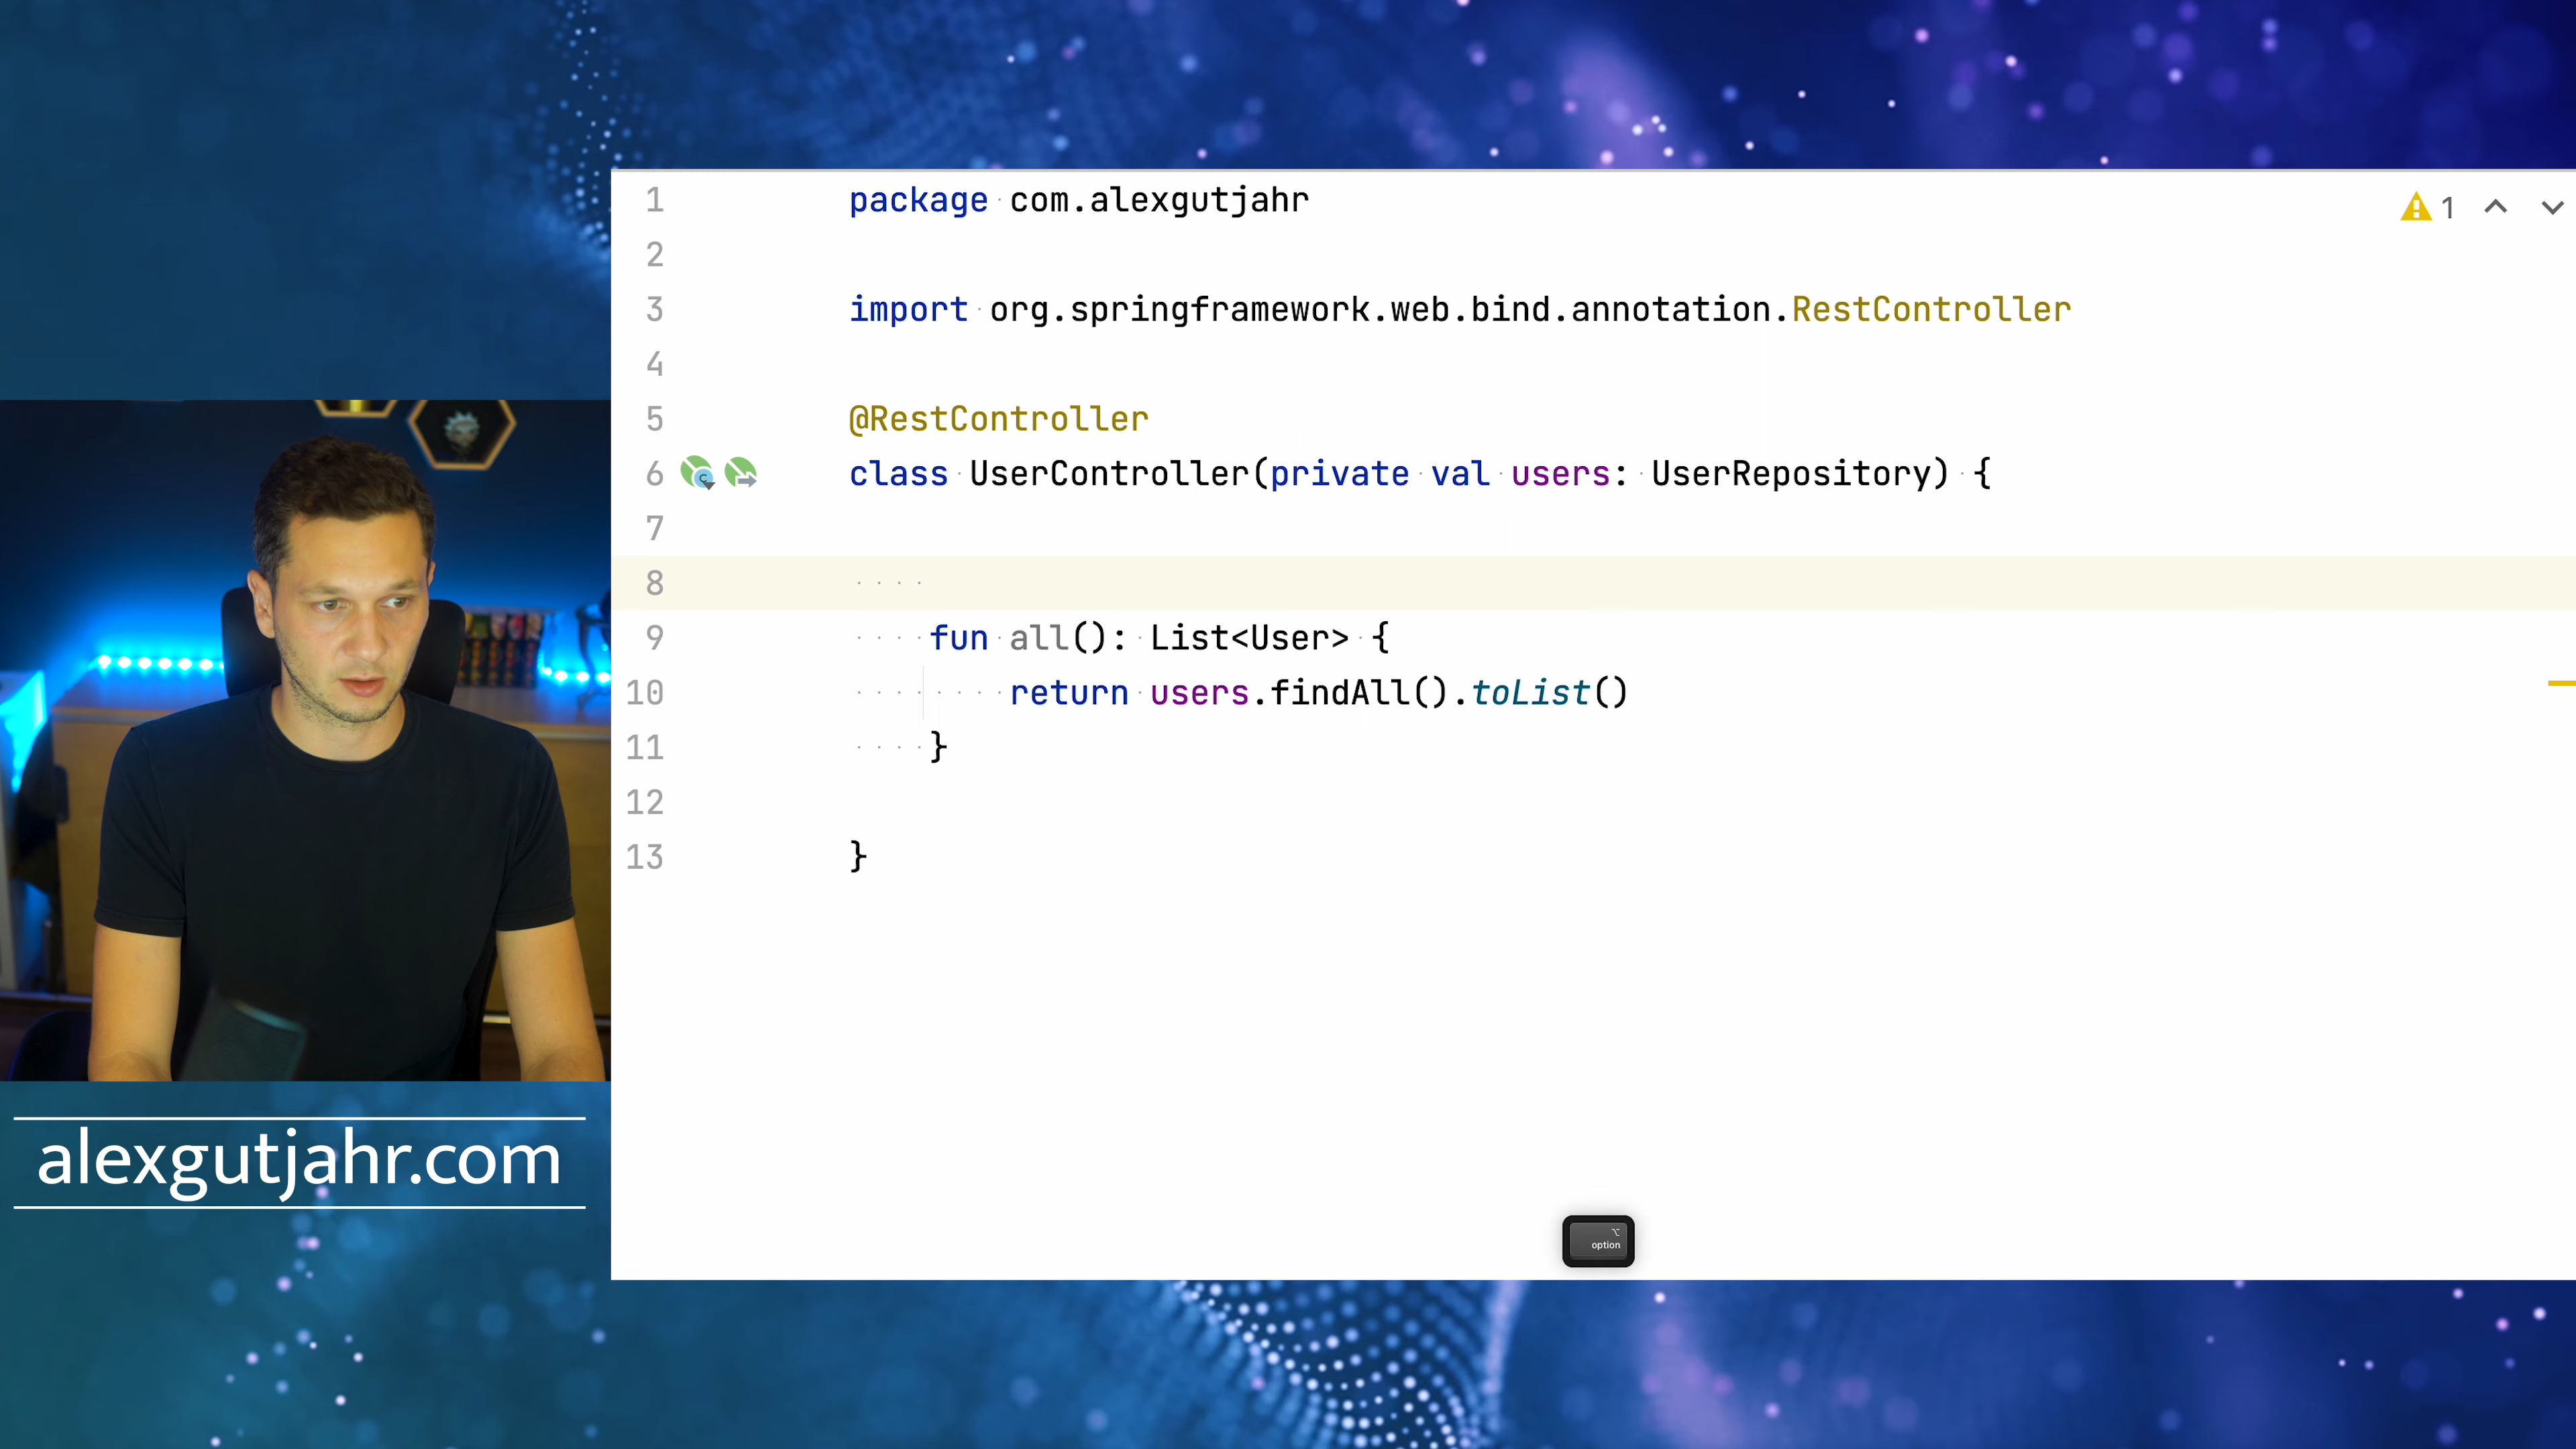 1 package com.alexgutjahr
2
3 import org.springframework.web.bind.annotation.RestController
4
5 @RestController
6 class UserController(private val users: UserRepository) {
7
8
9 fun all(): List<User> {
10 return users.findAll().toList()
11 }
12
13 }
1
alexgutjahr.com
⌥
option